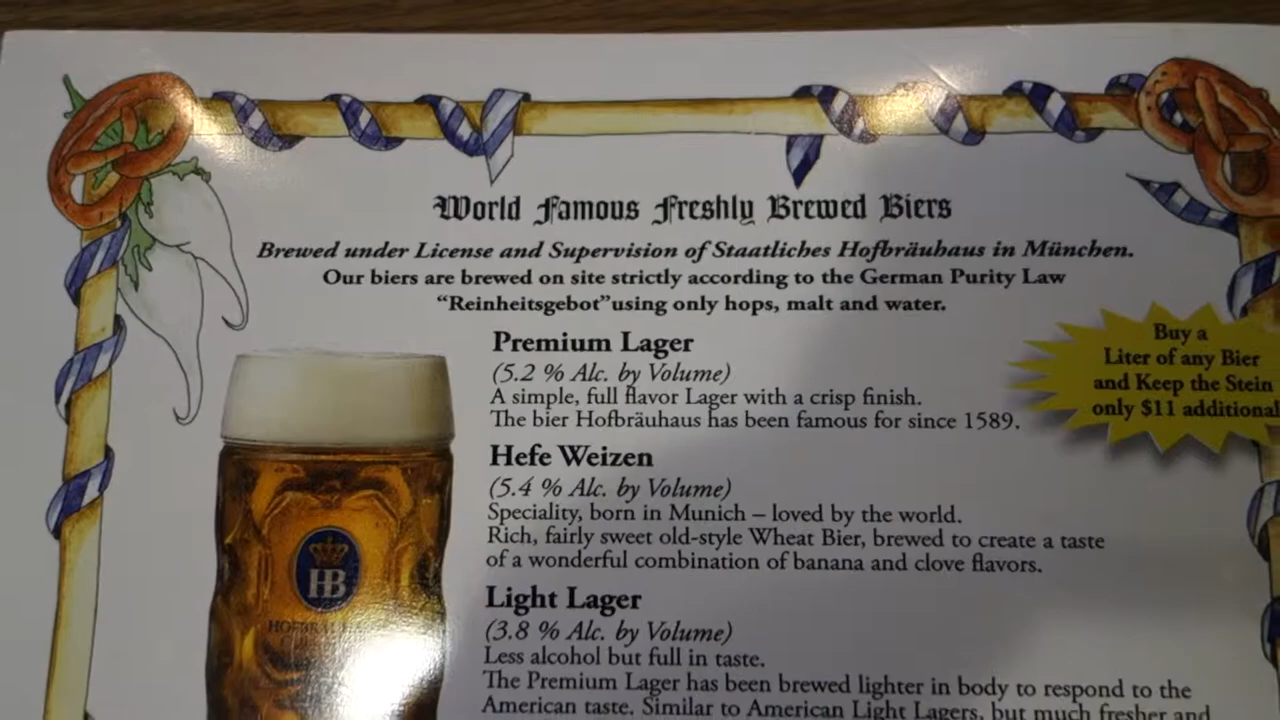 World Famous Freshly Brewed Biers
Brewed under License and Supervision of Staatliches Hofbräuhaus in München.
Our biers are brewed on site strictly according to the German Purity Law
“Reinheitsgebot”using only hops, malt and water.
Premium Lager
(5.2 % Alc. by Volume)
A simple, full flavor Lager with a crisp finish.
The bier Hofbräuhaus has been famous for since 1589.
Buy a
Liter of any Bier
and Keep the Stein
only $11 additional
Hefe Weizen
(5.4 % Alc. by Volume)
Speciality, born in Munich – loved by the world.
Rich, fairly sweet old-style Wheat Bier, brewed to create a taste
of a wonderful combination of banana and clove flavors.
HB
Light Lager
(3.8 % Alc. by Volume)
Less alcohol but full in taste.
The Premium Lager has been brewed lighter in body to respond to the
American taste. Similar to American Light Lagers, but much fresher and